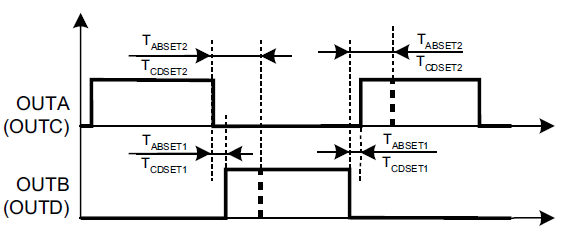 TABSET2
TCDSET2
TABSET2
TCDSET2
OUTA
(OUTC)
TABSET1
TCDSET1
TABSET1
TCDSET1
OUTB
(OUTD)